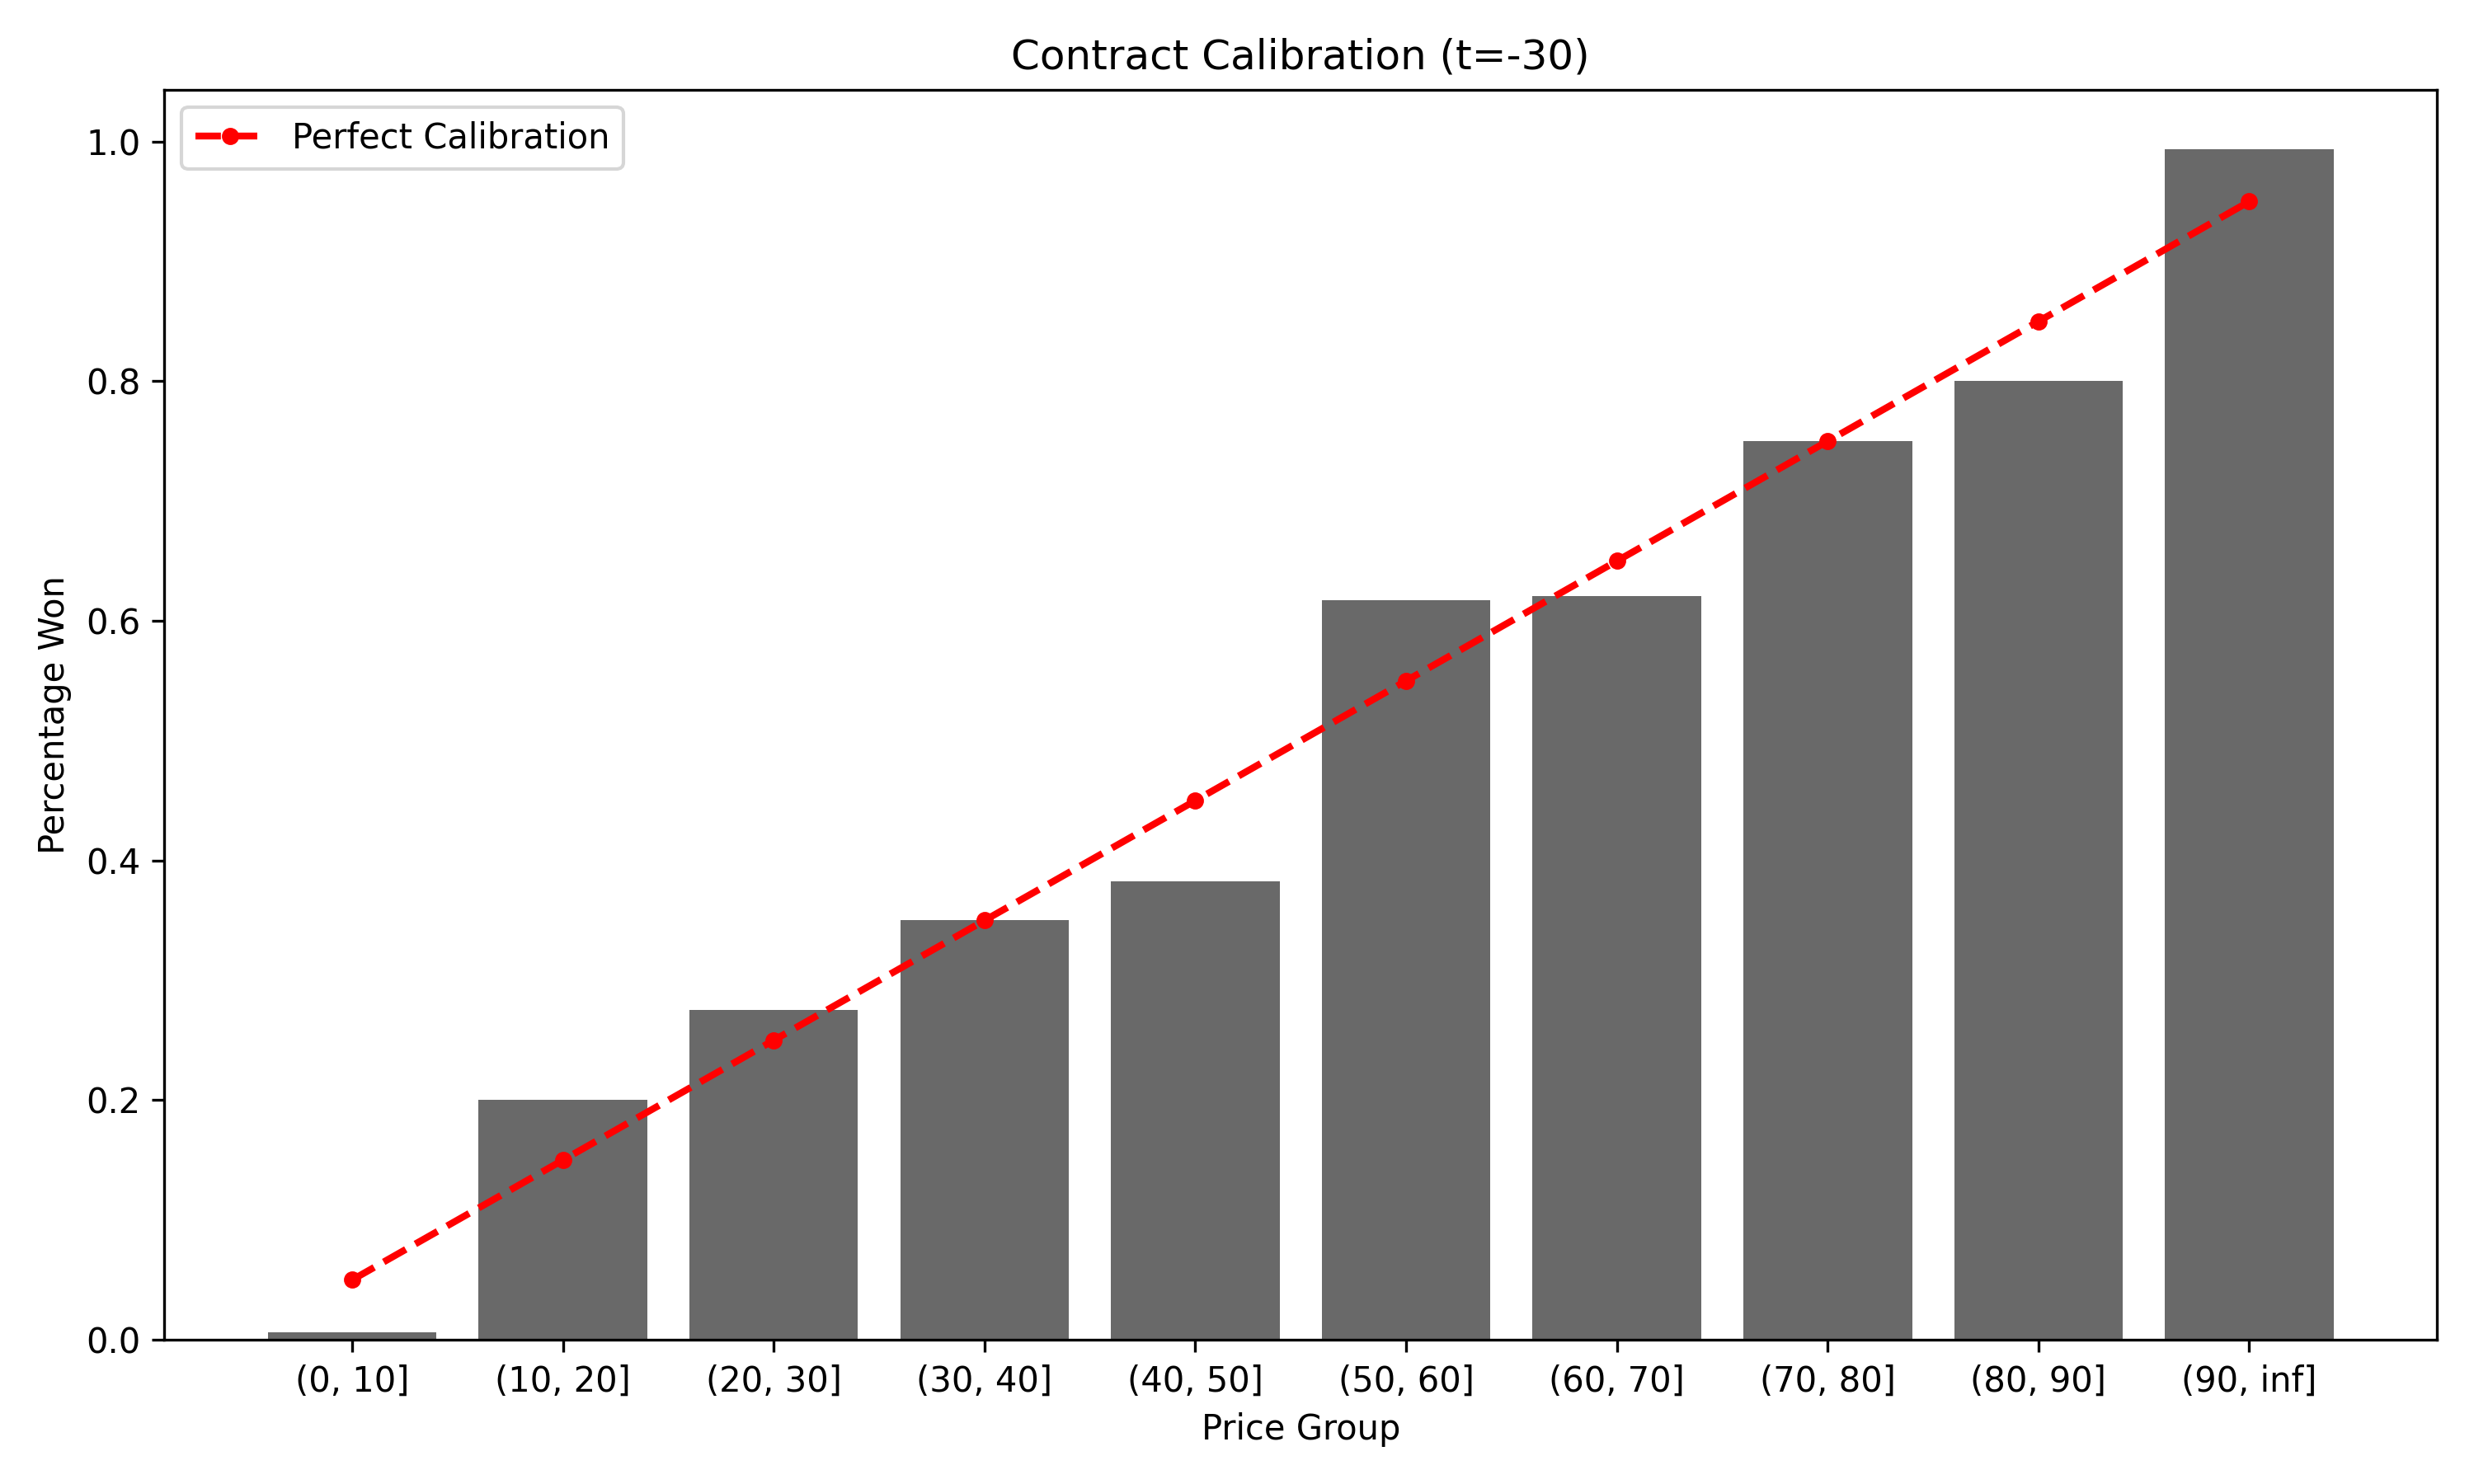 Contract Calibration (t=-30)
Perfect Calibration
1.0
0.8
0.6
0.4
0.2
0.0
Percentage Won
(0, 10] (10, 20] (20, 30] (30, 40] (40, 50] (50, 60] (60, 70] (70, 80] (80, 90] (90, inf]
Price Group